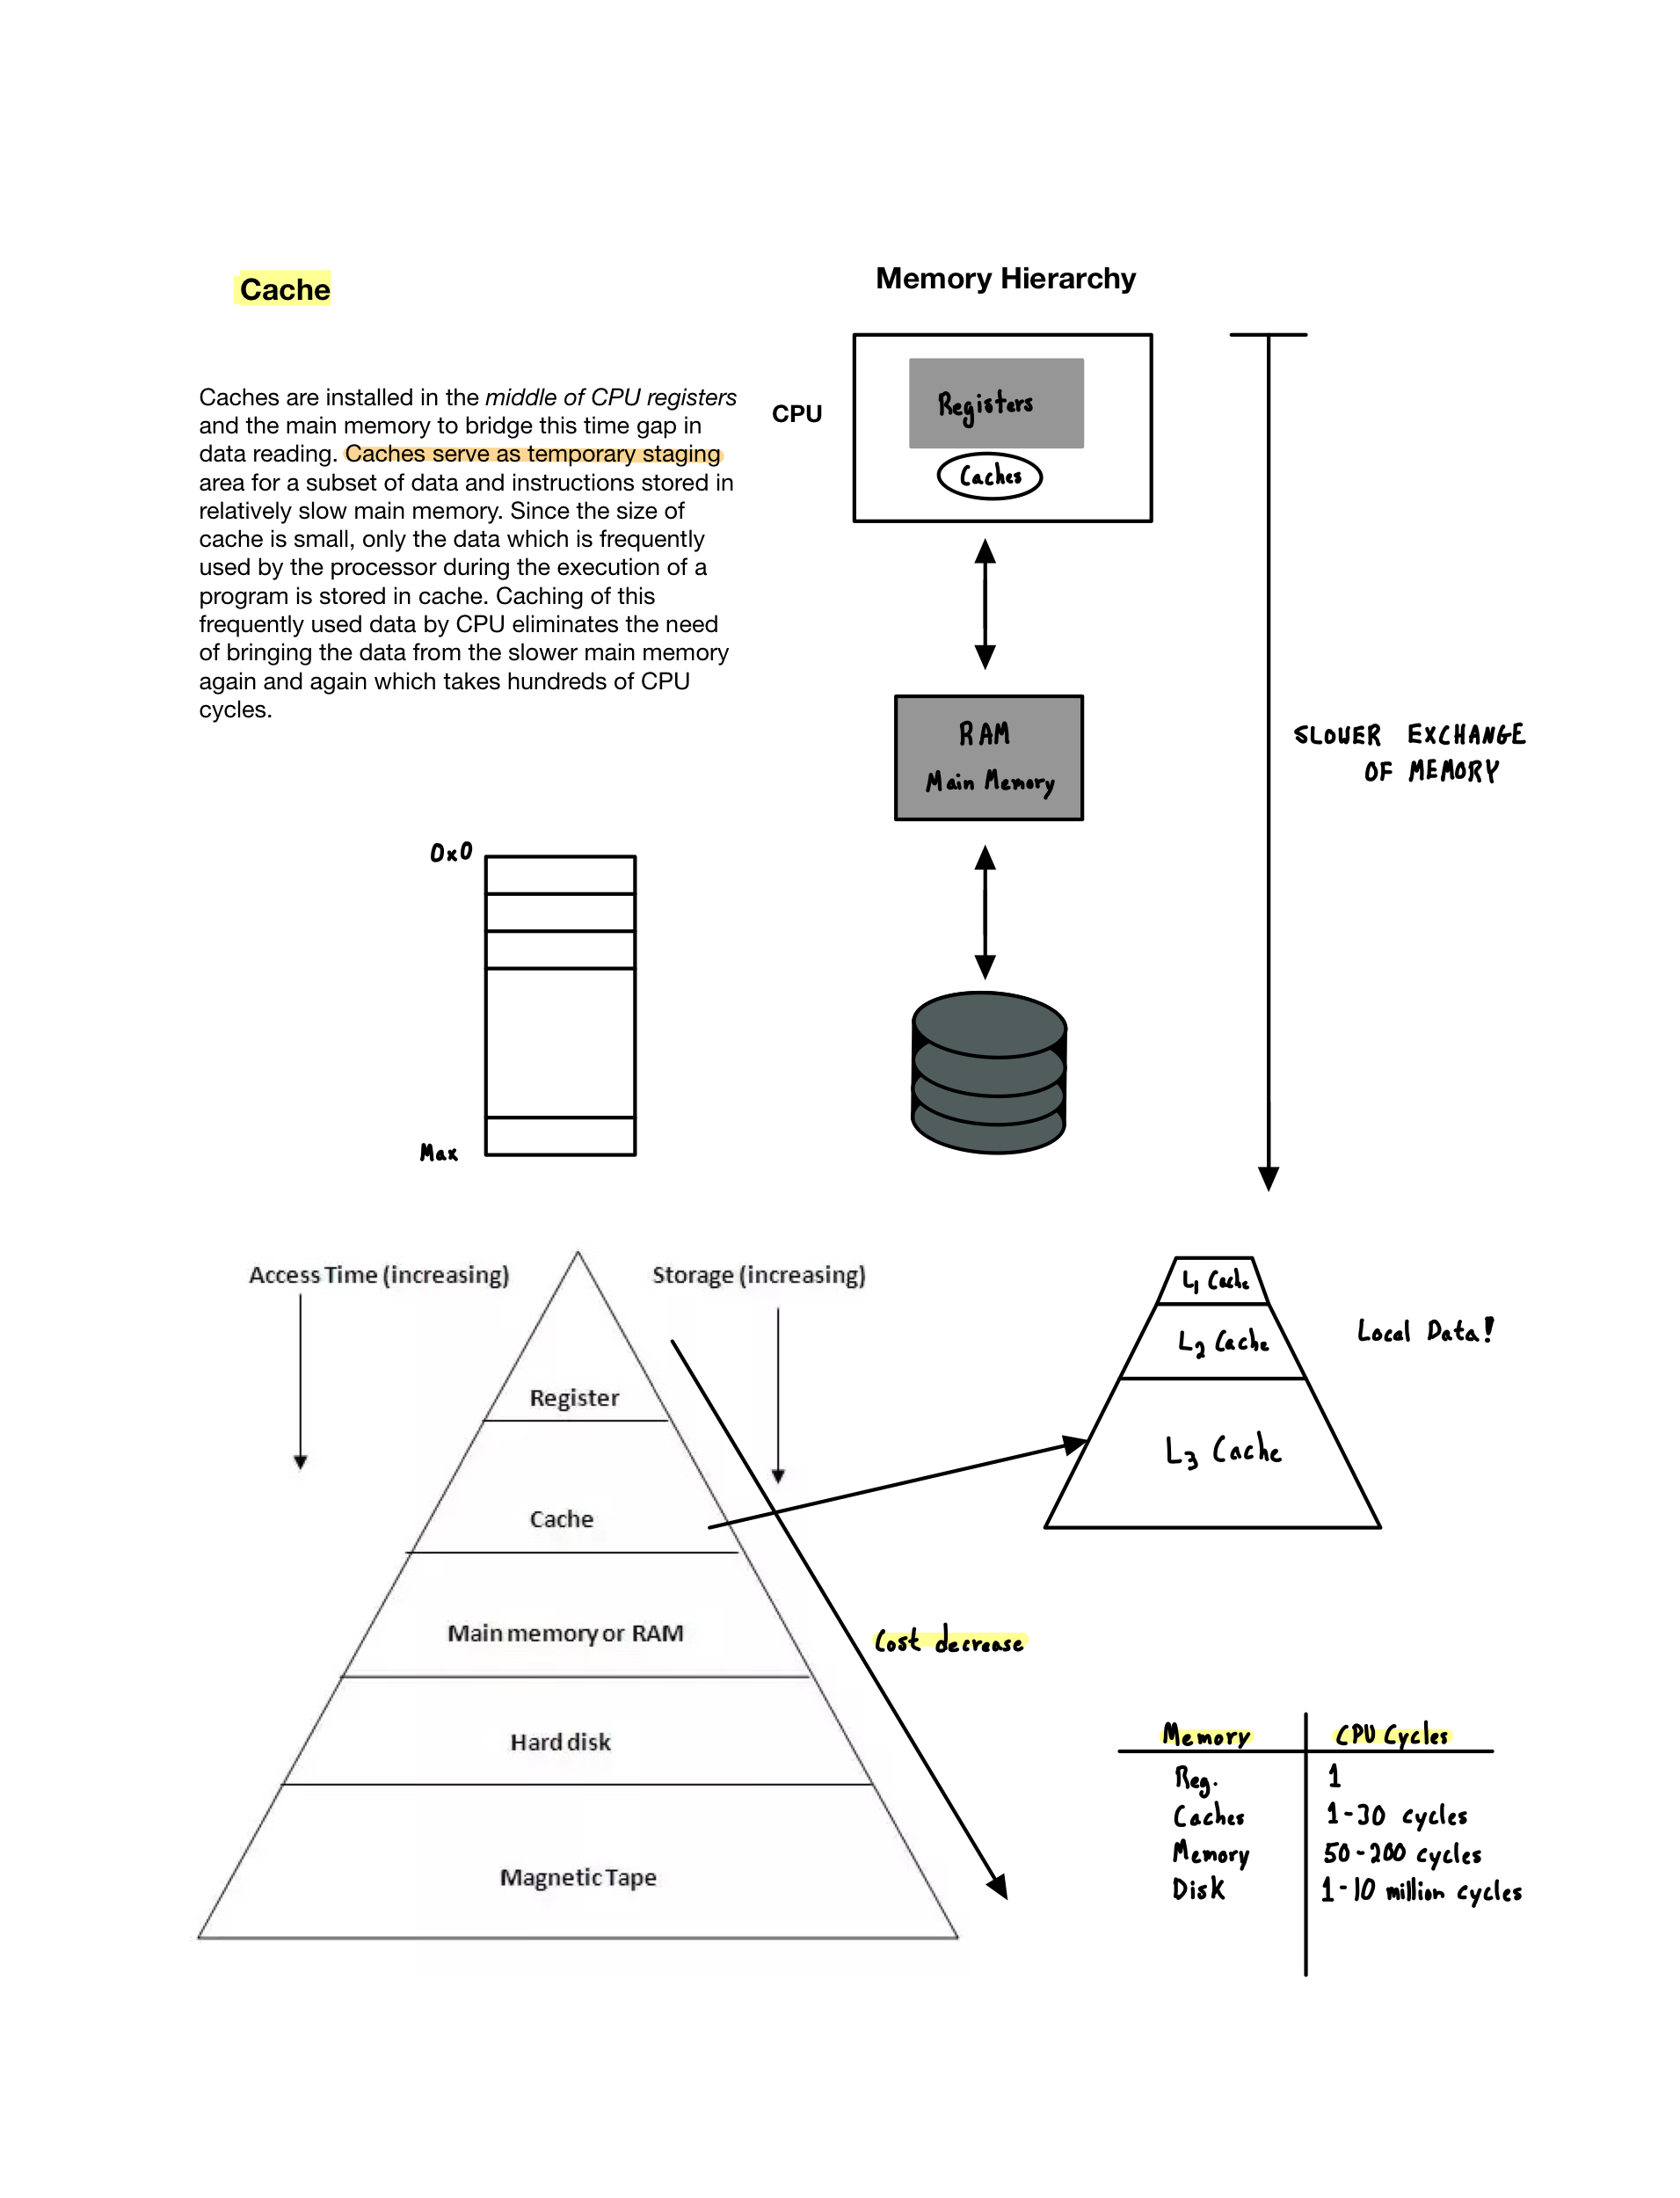 Cache
Caches are installed in the middle of CPU registers
and the main memory to bridge this time gap in
data reading. Caches serve as temporary staging
area for a subset of data and instructions stored in
relatively slow main memory. Since the size of
cache is small, only the data which is frequently
used by the processor during the execution of a
program is stored in cache. Caching of this
frequently used data by CPU eliminates the need
of bringing the data from the slower main memory
again and again which takes hundreds of CPU
cycles.
Memory Hierarchy
CPU
Registers
Caches
RAM
Main Memory
SLOWER EXCHANGE
OF MEMORY
0x0
Max
Access Time (increasing)
Storage (increasing)
Register
Cache
Main memory or RAM
Hard disk
Magnetic Tape
Cost decrease
L1 Cache
L2 Cache
L3 Cache
Local Data!
Memory CPU Cycles
Reg. 1
Caches 1-30 cycles
Memory 50-200 cycles
Disk 1-10 million cycles